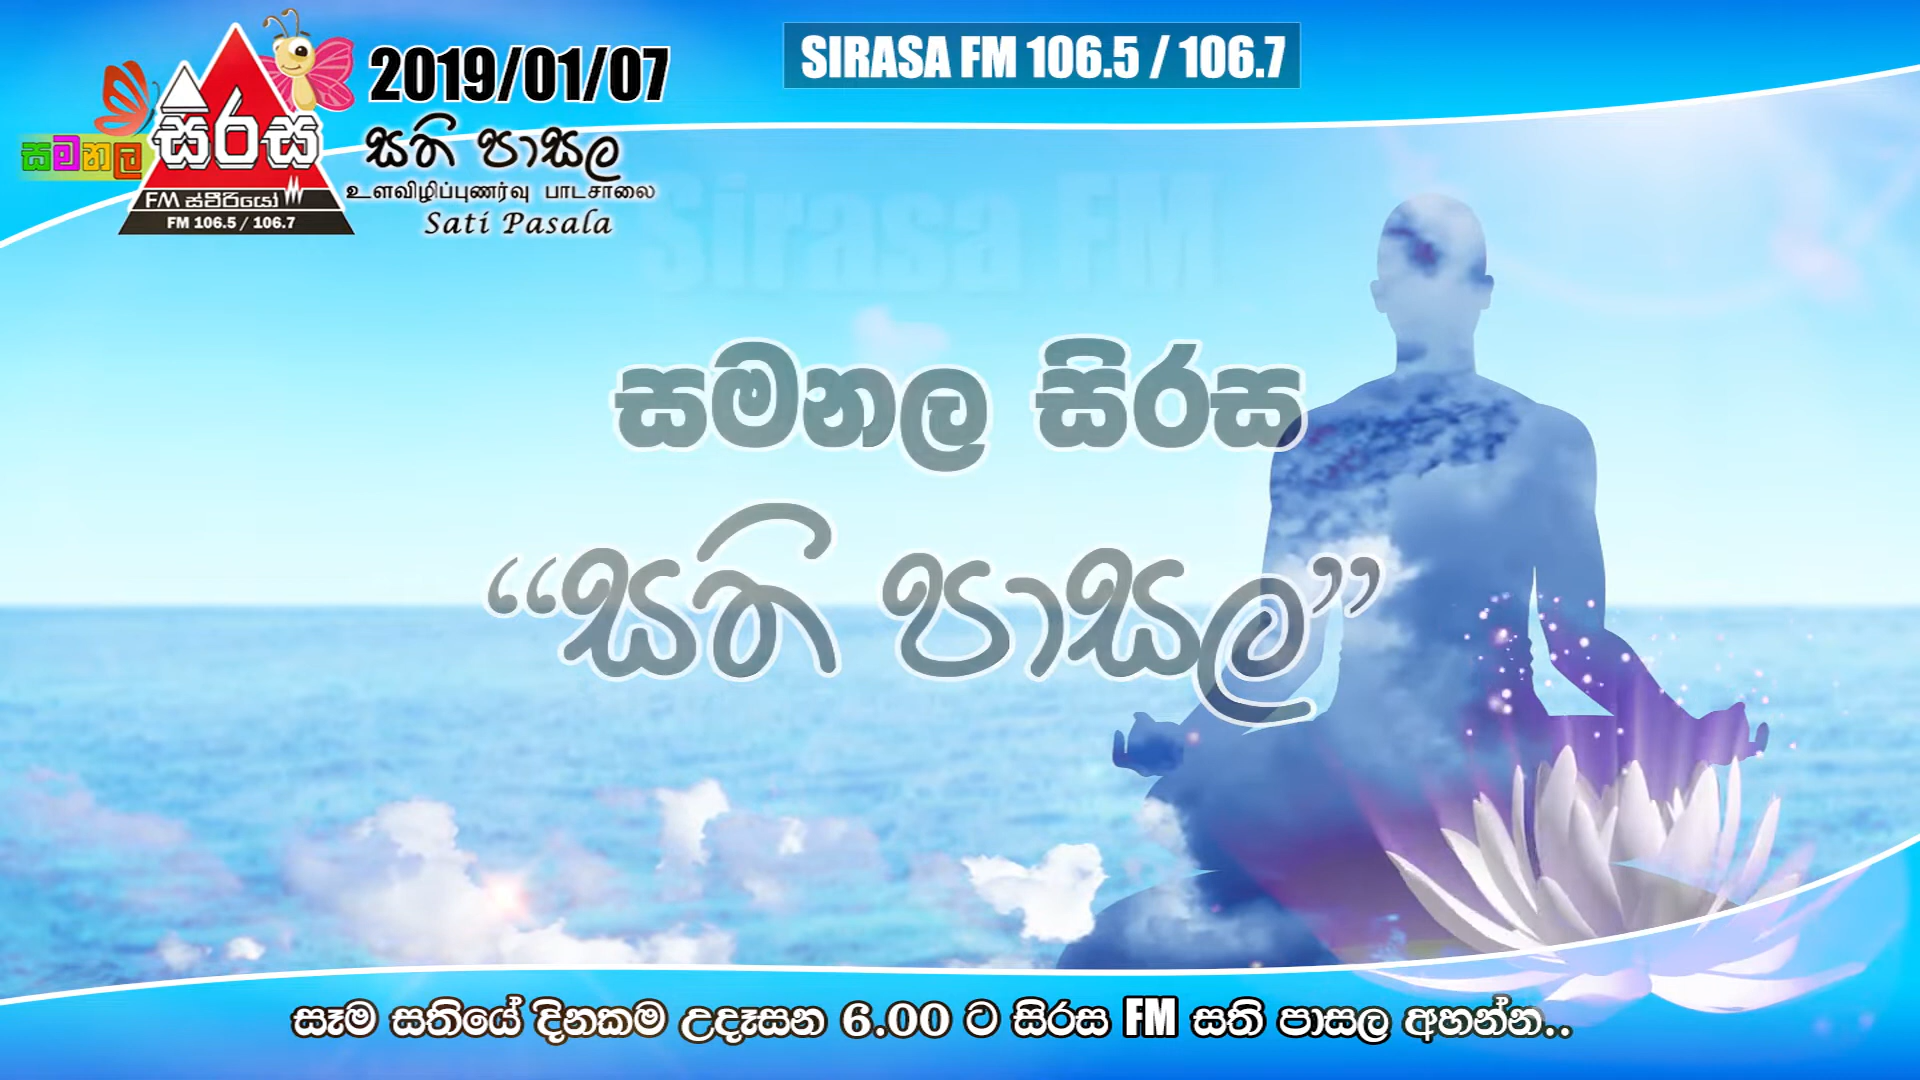 2019/01/07
SIRASA FM 106.5 / 106.7
සමනල
සිරස
FM ස්ටීරියෝ
FM 106.5 / 106.7
සති පාසල
உளவிழிப்புணர்வு பாடசாலை
Sati Pasala
Sirasa FM
සමනල සිරස
“සති පාසල”
සෑම සතියේ දිනකම උදෑසන 6.00 ට සිරස FM සති පාසල අහන්න..